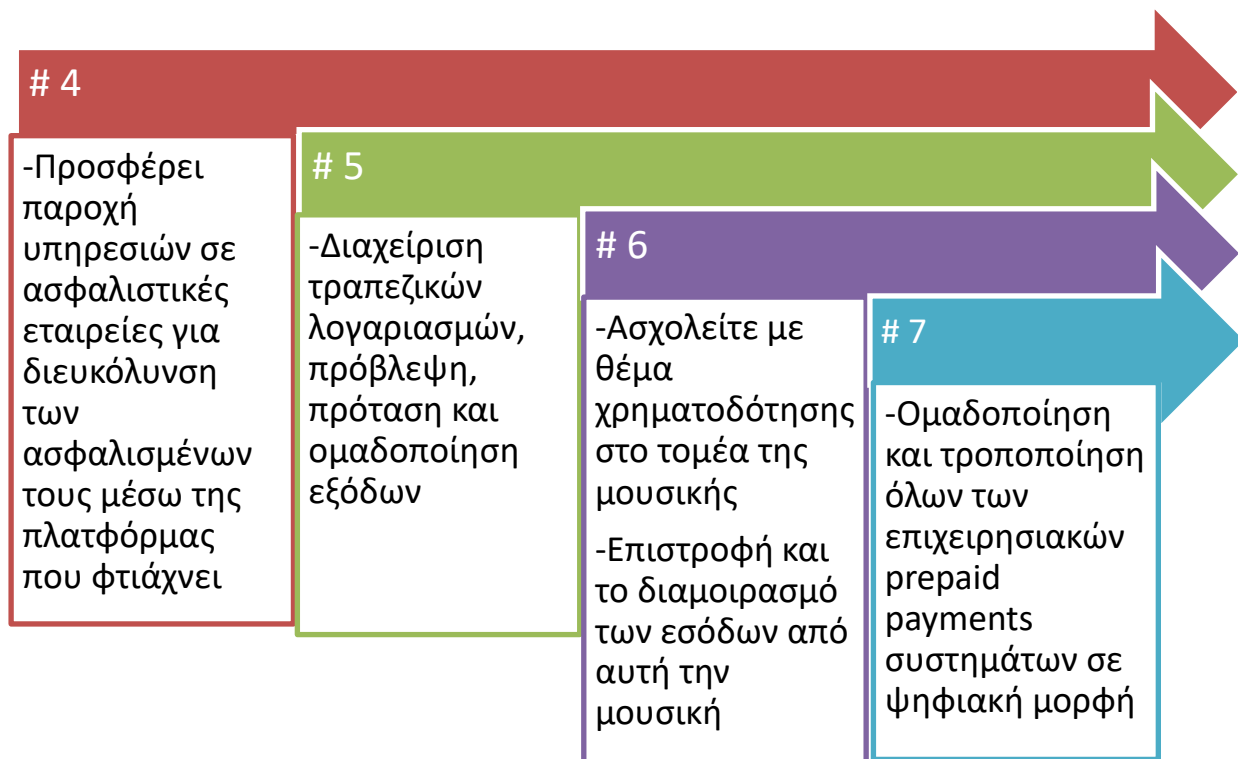 # 4
-Προσφέρει
παροχή
υπηρεσιών σε
ασφαλιστικές
εταιρείες για
διευκόλυνση
των
ασφαλισμένων
τους μέσω της
πλατφόρμας
που φτιάχνει
# 5
-Διαχείριση
τραπεζικών
λογαριασμών,
πρόβλεψη,
πρόταση και
ομαδοποίηση
εξόδων
# 6
-Ασχολείτε με
θέμα
χρηματοδότησης
στο τομέα της
μουσικής
-Επιστροφή και
το διαμοιρασμό
των εσόδων από
αυτή την
μουσική
# 7
-Ομαδοποίηση
και τροποποίηση
όλων των
επιχειρησιακών
prepaid
payments
συστημάτων σε
ψηφιακή μορφή